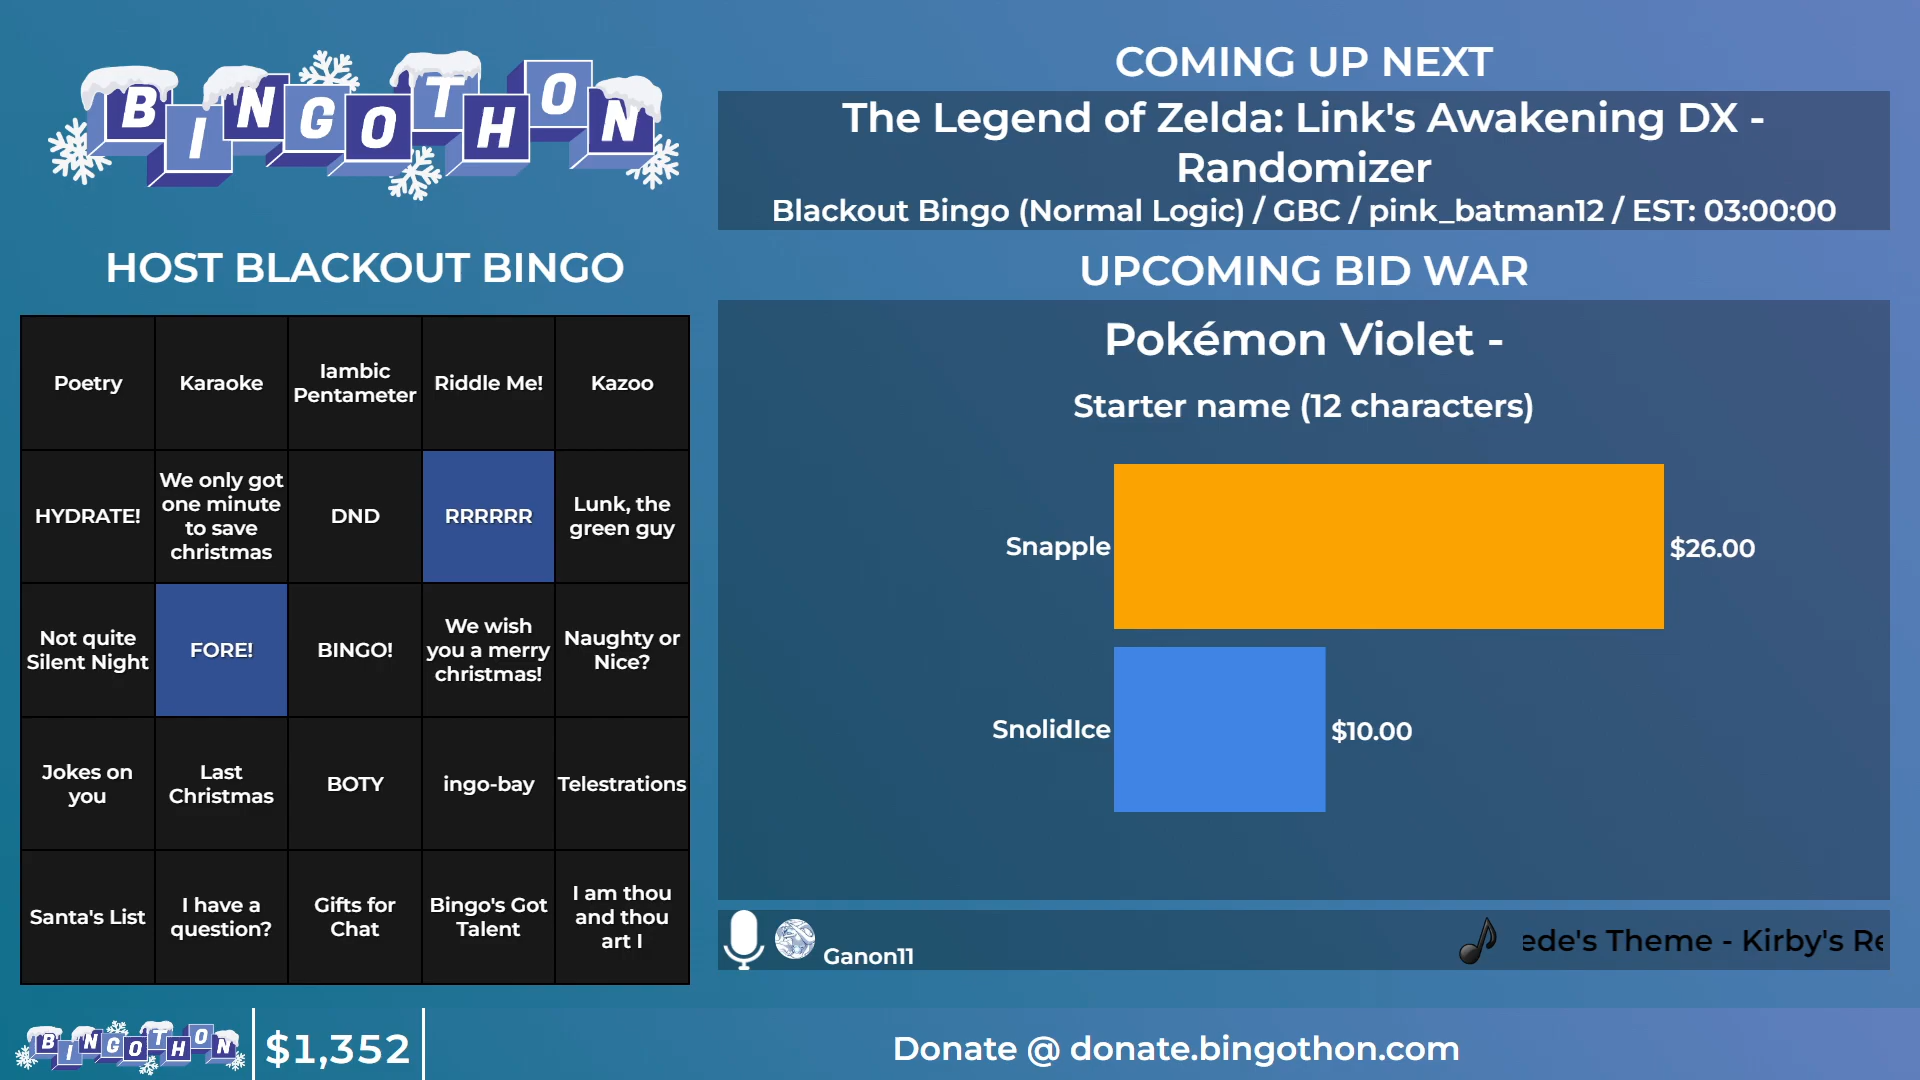 BINGOTHON
COMING UP NEXT
The Legend of Zelda: Link's Awakening DX -
Randomizer
Blackout Bingo (Normal Logic) / GBC / pink_batman12 / EST: 03:00:00
HOST BLACKOUT BINGO
Poetry
Karaoke
Iambic
Pentameter
Riddle Me!
Kazoo
HYDRATE!
We only got
one minute
to save
christmas
DND
RRRRRR
Lunk, the
green guy
Not quite
Silent Night
FORE!
BINGO!
We wish
you a merry
christmas!
Naughty or
Nice?
Jokes on
you
Last
Christmas
BOTY
ingo-bay
Telestrations
Santa's List
I have a
question?
Gifts for
Chat
Bingo's Got
Talent
I am thou
and thou
art I
UPCOMING BID WAR
Pokémon Violet -
Starter name (12 characters)
Snapple
$26.00
SnolidIce
$10.00
Ganon11
ede's Theme - Kirby's Re
BINGOTHON
$1,352
Donate @ donate.bingothon.com